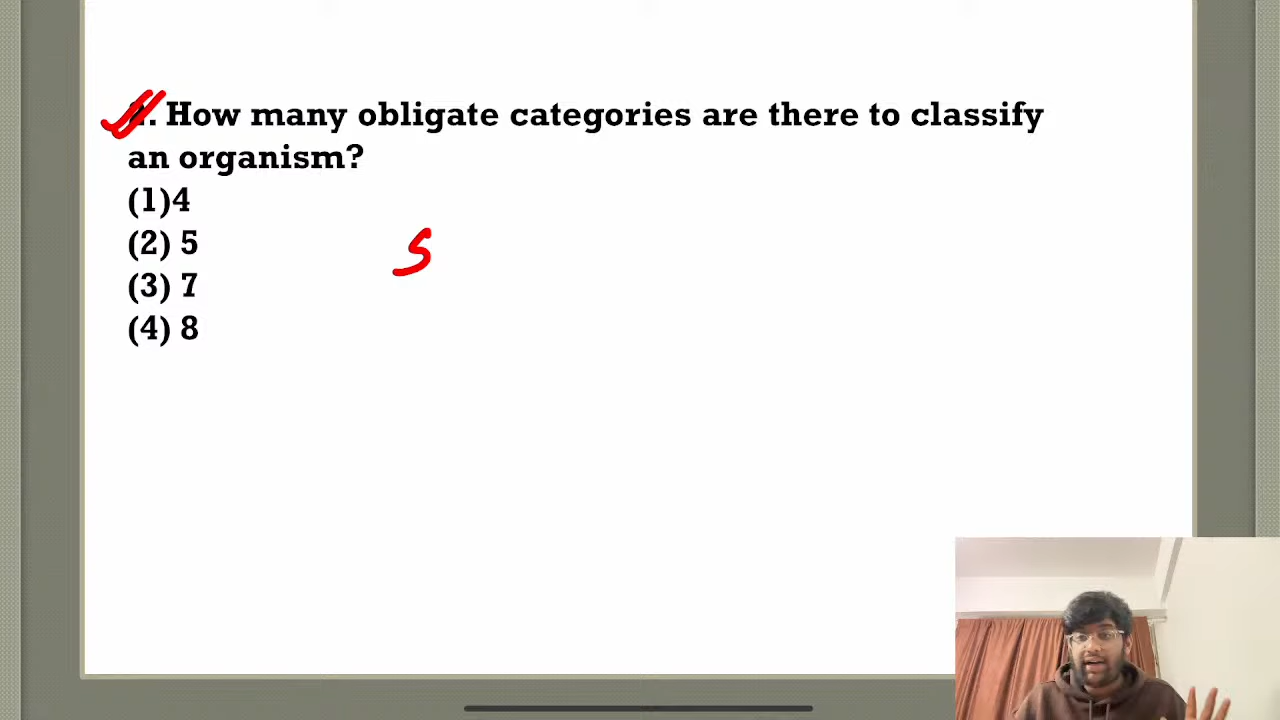 . How many obligate categories are there to classify
an organism?
(1)4
(2) 5
(3) 7
(4) 8